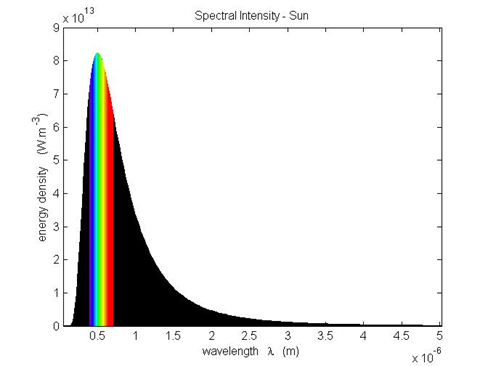 Spectral Intensity - Sun
x 10^13
9
8
7
6
5
4
3
2
1
0
energy density (W.m^-3)
0.5 1 1.5 2 2.5 3 3.5 4 4.5 5
wavelength λ (m)
x 10^-6